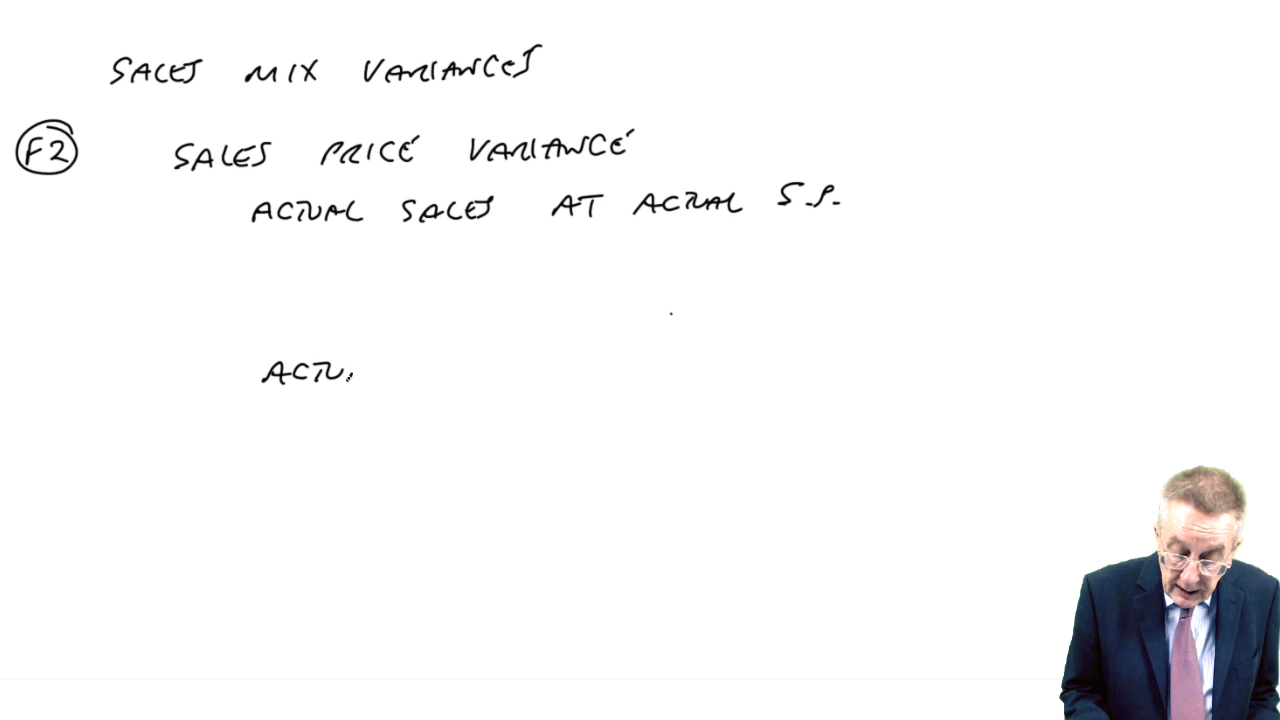 SALES MIX VARIANCES
F2 SALES PRICE VARIANCE
ACTUAL SALES AT ACTUAL S.P.
ACTU